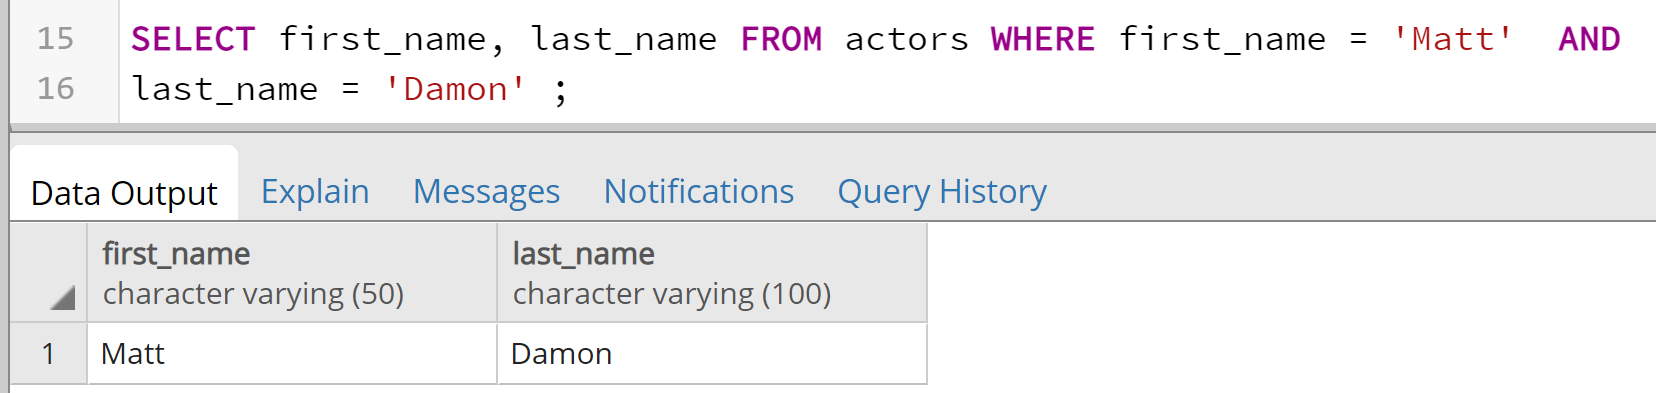 15 SELECT first_name, last_name FROM actors WHERE first_name = 'Matt'  AND
16 last_name = 'Damon' ;
Data Output Explain Messages Notifications Query History
first_name last_name
character varying (50) character varying (100)
1 Matt Damon